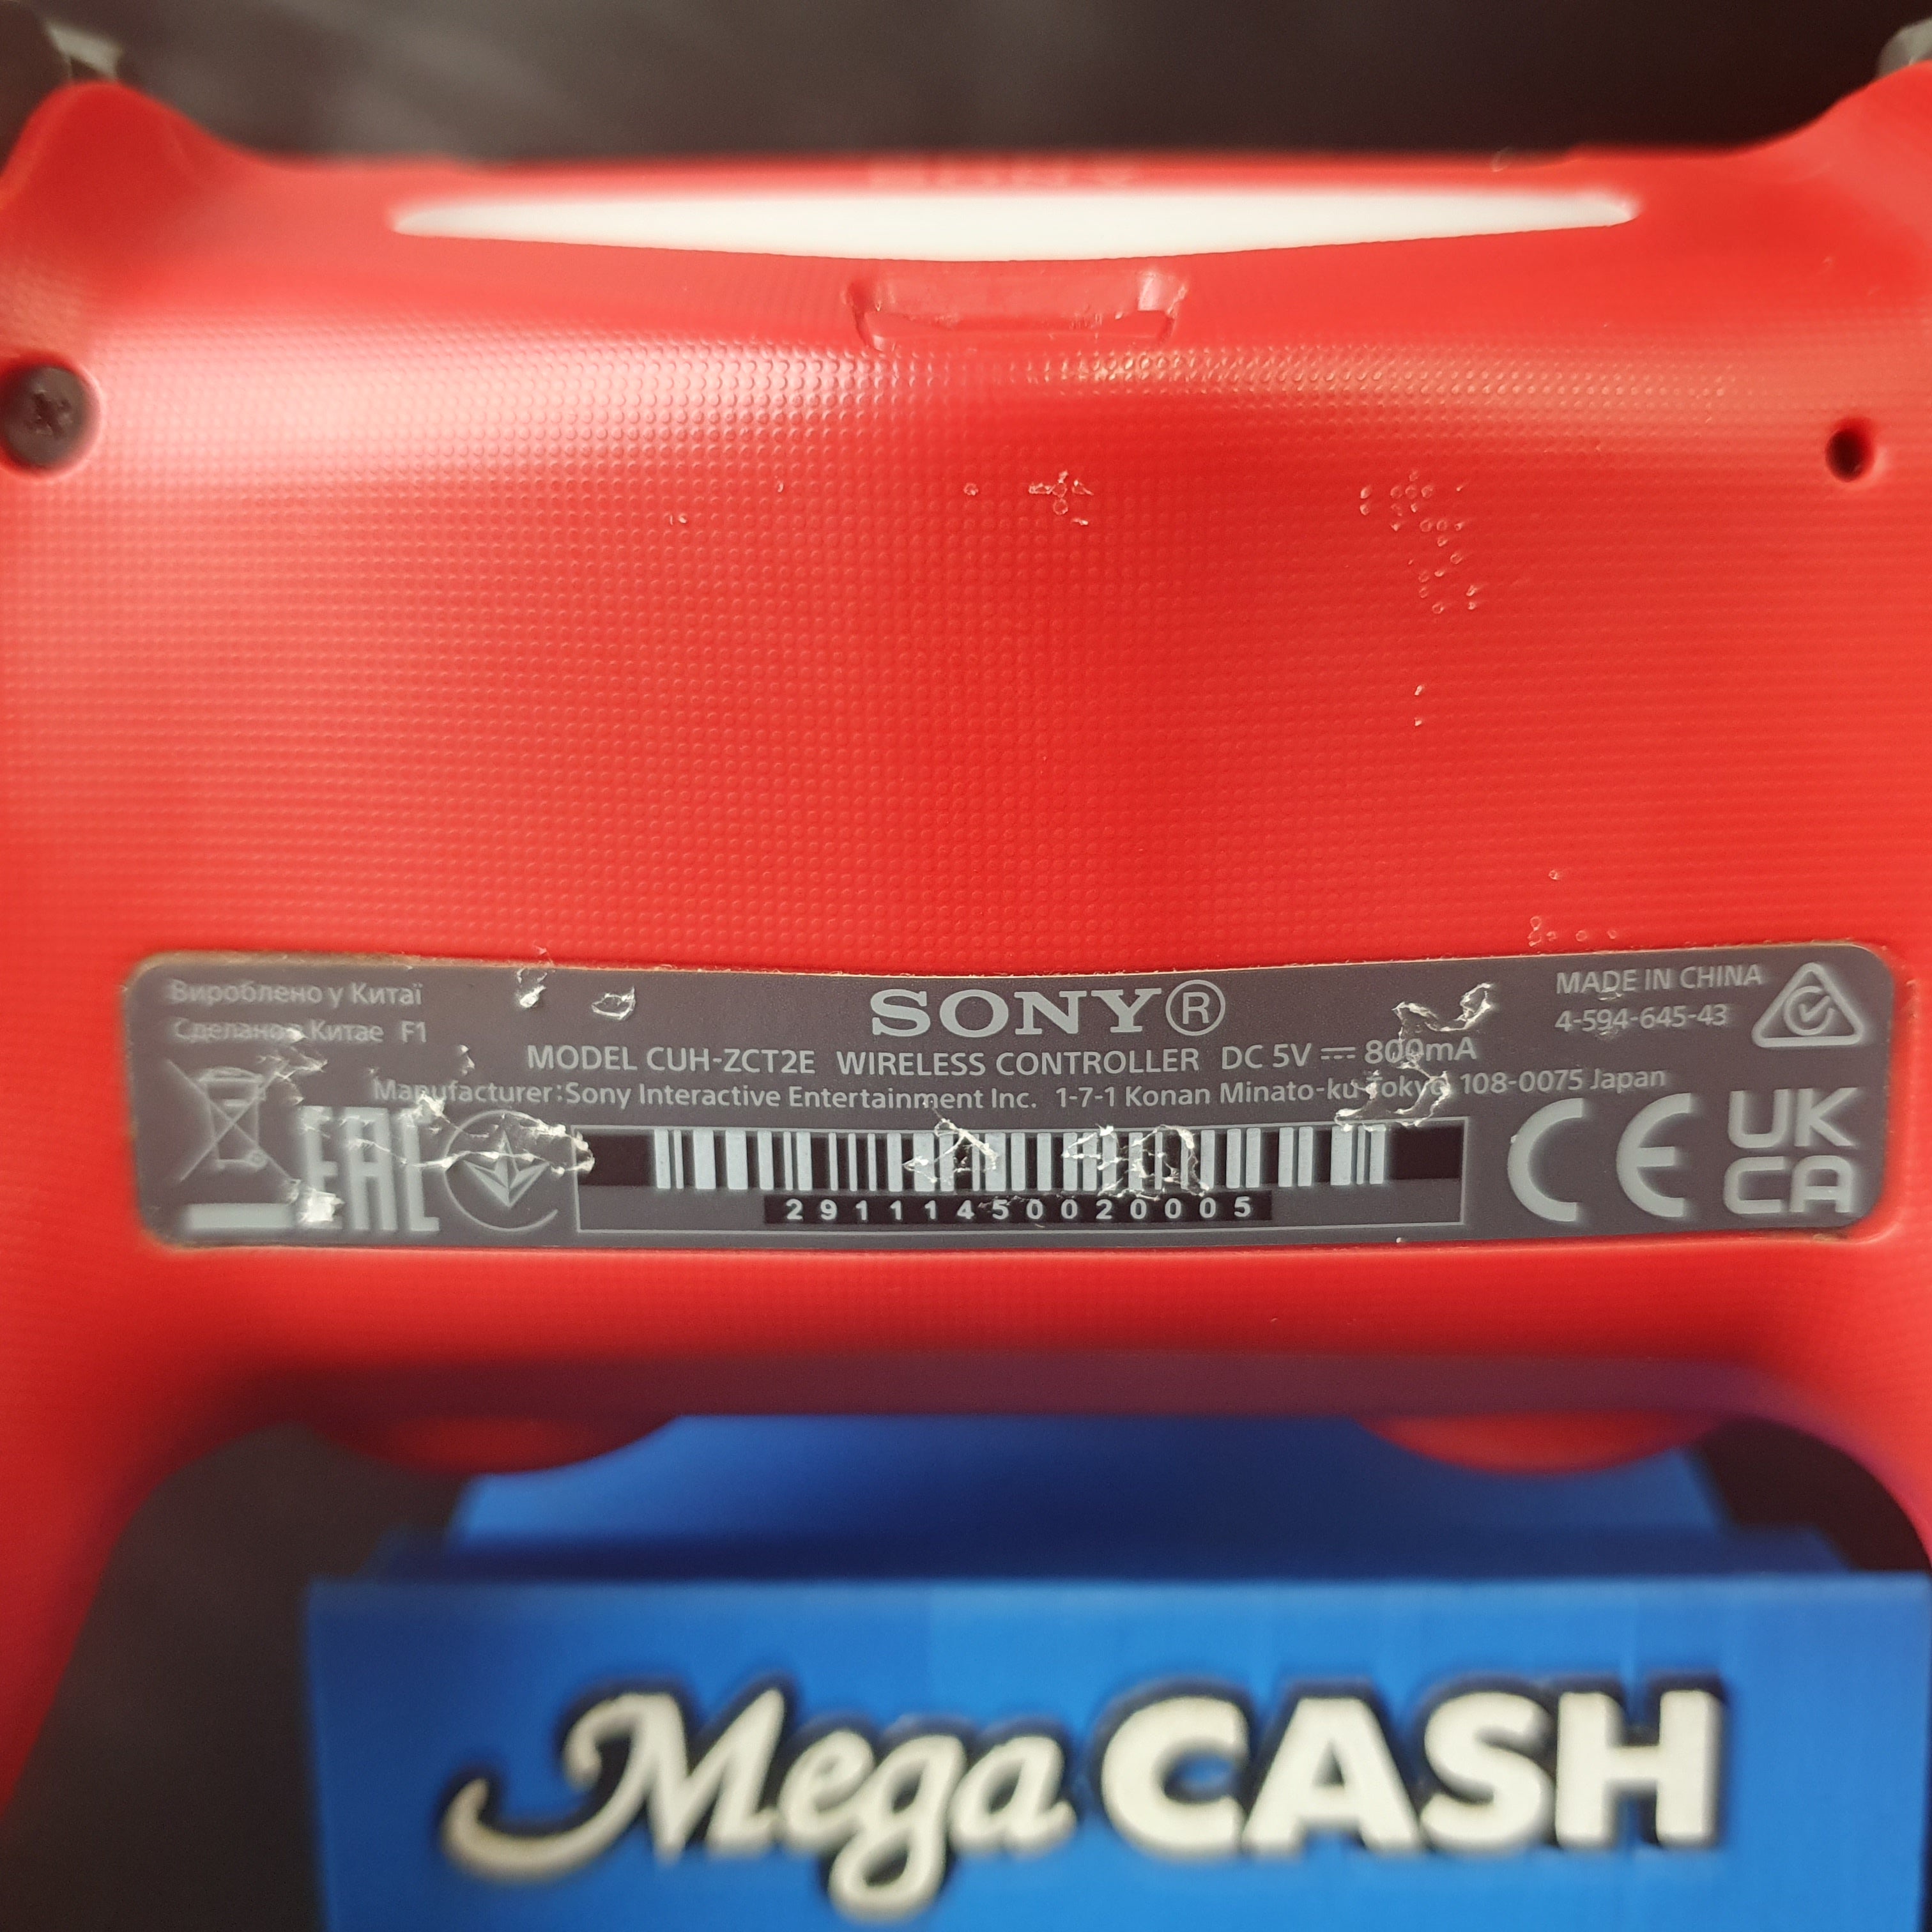 SONY®
Вироблено у Китаї
Сделано в Китае F1
MODEL CUH-ZCT2E WIRELESS CONTROLLER DC 5V ⎓ 800mA
MADE IN CHINA
4-594-645-43
Manufacturer:Sony Interactive Entertainment Inc. 1-7-1 Konan Minato-ku Tokyo 108-0075 Japan
EAC
29111450020005
CE
UK
CA
Mega CASH